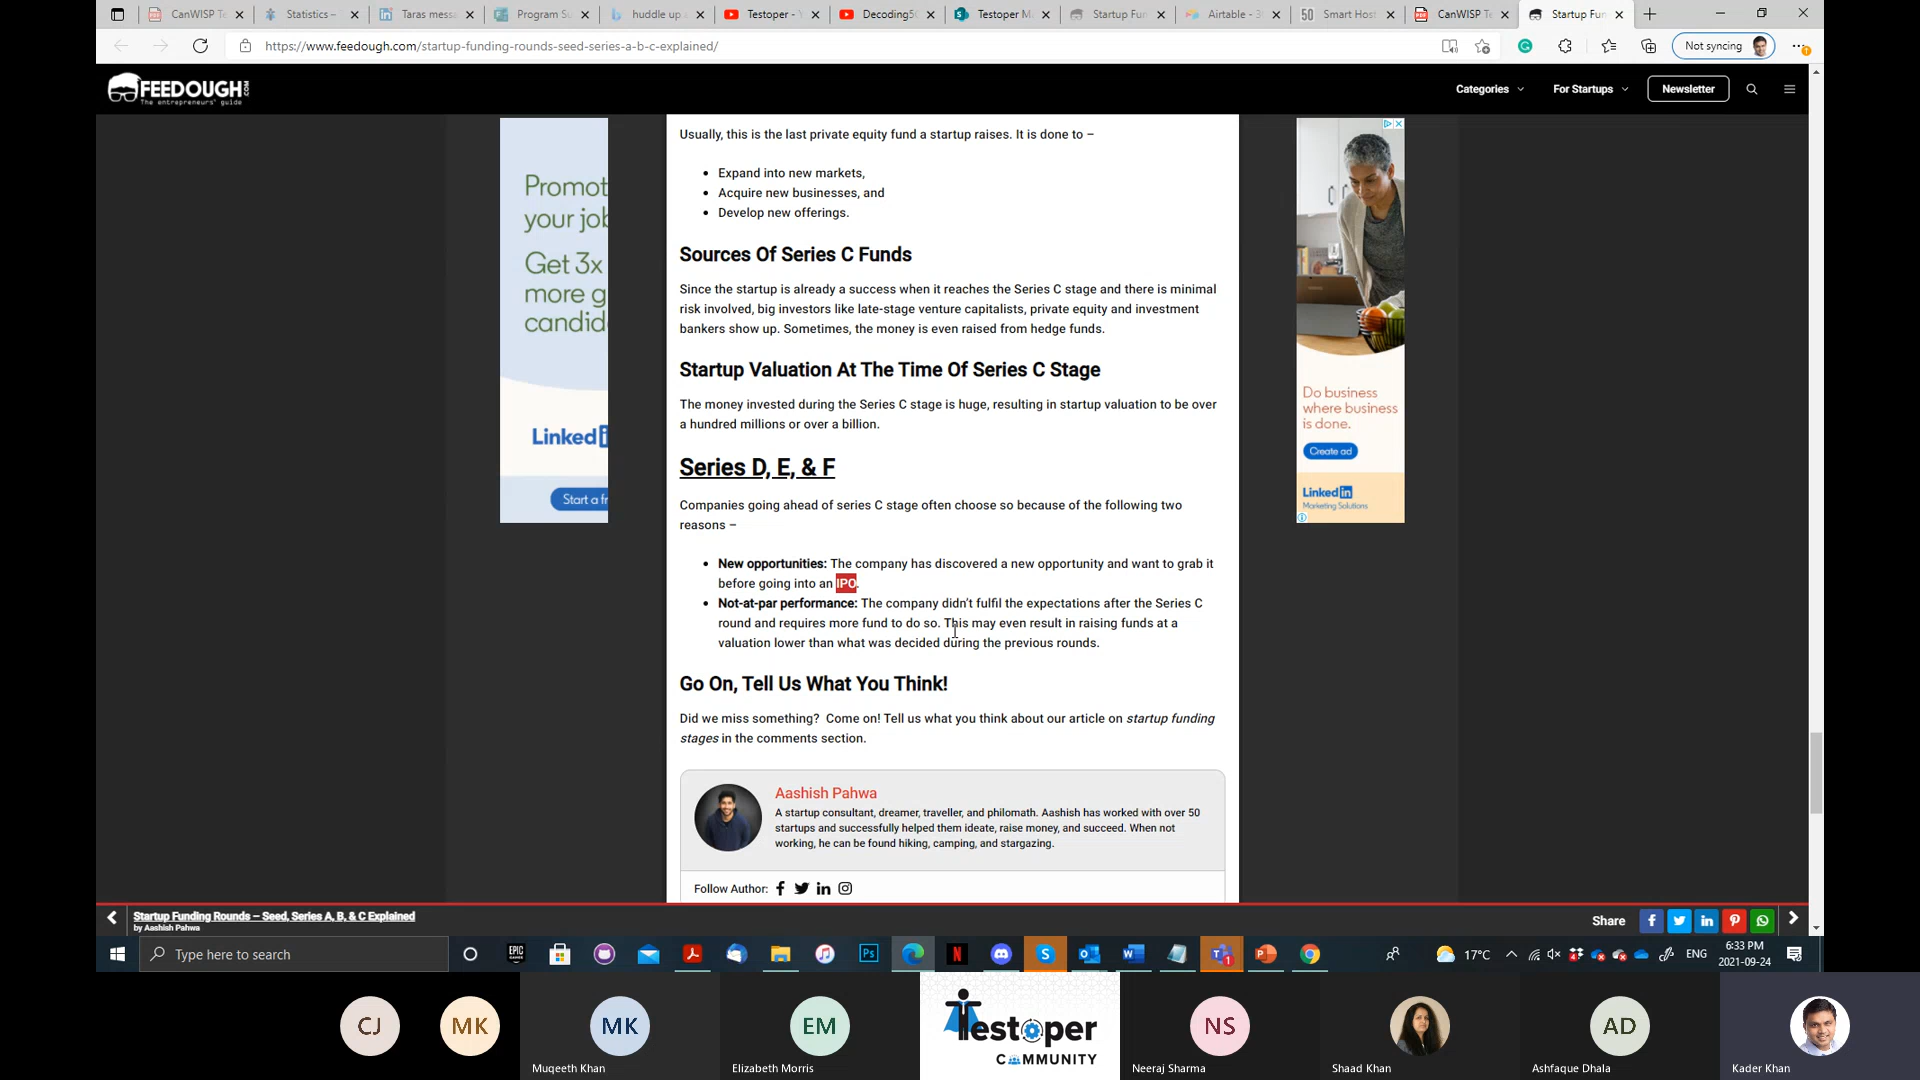 CanWISP Te
Statistics –
Taras messa
Program Su
huddle up
Testoper - Y
Decoding5
Testoper M
Startup Fun
Airtable - 3
Smart Host
CanWISP Te
Startup Fun
https://www.feedough.com/startup-funding-rounds-seed-series-a-b-c-explained/
Not syncing
FEEDOUGH.COM
The entrepreneurs' guide
Categories
For Startups
Newsletter
Usually, this is the last private equity fund a startup raises. It is done to –
• Expand into new markets,
• Acquire new businesses, and
• Develop new offerings.
Sources Of Series C Funds
Since the startup is already a success when it reaches the Series C stage and there is minimal
risk involved, big investors like late-stage venture capitalists, private equity and investment
bankers show up. Sometimes, the money is even raised from hedge funds.
Startup Valuation At The Time Of Series C Stage
The money invested during the Series C stage is huge, resulting in startup valuation to be over
a hundred millions or over a billion.
Series D, E, & F
Companies going ahead of series C stage often choose so because of the following two
reasons –
• New opportunities: The company has discovered a new opportunity and want to grab it
before going into an IPO.
• Not-at-par performance: The company didn't fulfil the expectations after the Series C
round and requires more fund to do so. This may even result in raising funds at a
valuation lower than what was decided during the previous rounds.
Go On, Tell Us What You Think!
Did we miss something?  Come on! Tell us what you think about our article on startup funding
stages in the comments section.
Aashish Pahwa
A startup consultant, dreamer, traveller, and philomath. Aashish has worked with over 50
startups and successfully helped them ideate, raise money, and succeed. When not
working, he can be found hiking, camping, and stargazing.
Follow Author:
Promot
your job
Get 3x
more g
candid
Linked
Start a fr
Do business
where business
is done.
Create ad
Linked in
Marketing Solutions
Startup Funding Rounds – Seed, Series A, B, & C Explained
by Aashish Pahwa
Share
Type here to search
EPIC
GAMES
Ps
17°C
ENG
6:33 PM
2021-09-24
CJ
MK
MK
Muqeeth Khan
EM
Elizabeth Morris
Testoper
COMMUNITY
NS
Neeraj Sharma
Shaad Khan
AD
Ashfaque Dhala
Kader Khan